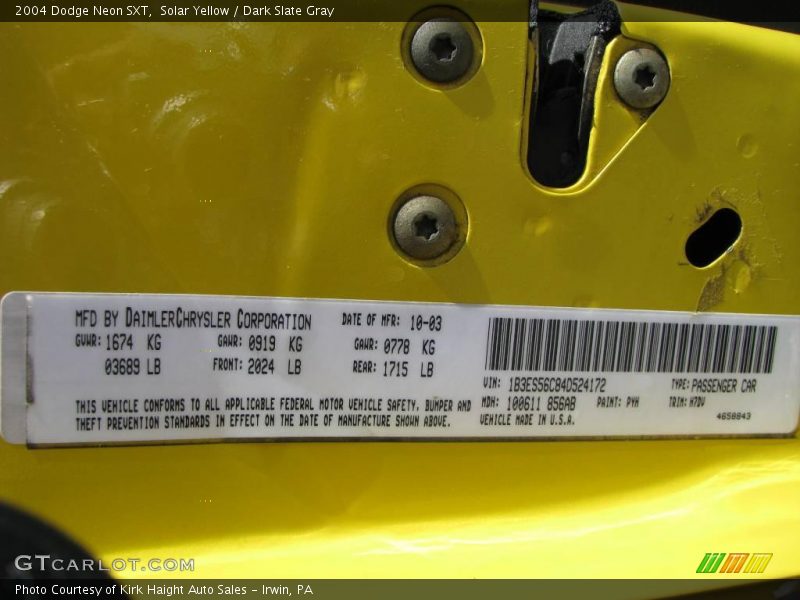 2004 Dodge Neon SXT,  Solar Yellow / Dark Slate Gray
MFD BY DAIMLERCHRYSLER CORPORATION
DATE OF MFR: 10-03
GVWR: 1674 KG
GAWR: 0919 KG
GAWR: 0778 KG
03689 LB
FRONT: 2024 LB
REAR: 1715 LB
VIN: 1B3ES56C84D524172
TYPE: PASSENGER CAR
THIS VEHICLE CONFORMS TO ALL APPLICABLE FEDERAL MOTOR VEHICLE SAFETY, BUMPER AND
THEFT PREVENTION STANDARDS IN EFFECT ON THE DATE OF MANUFACTURE SHOWN ABOVE.
MDH: 100611 856AB
PAINT: PYH
TRIM: H7DV
VEHICLE MADE IN U.S.A.
4658843
GTCARLOT.COM
Photo Courtesy of Kirk Haight Auto Sales - Irwin, PA